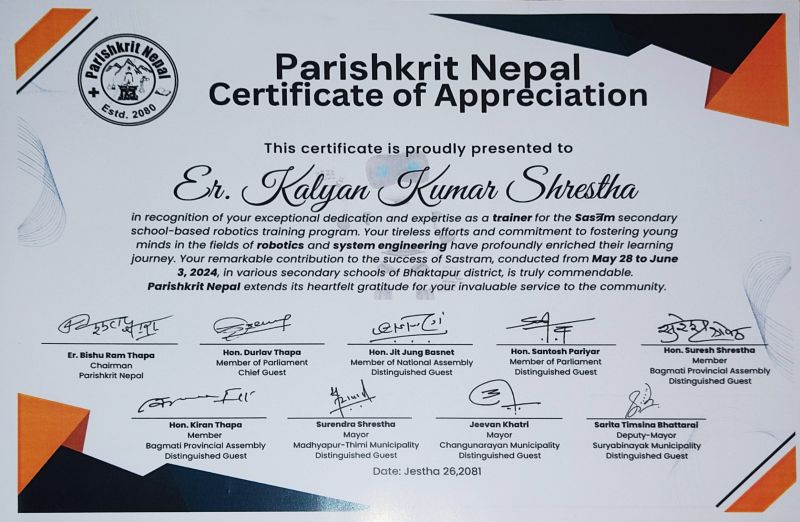 Parishkrit Nepal
Estd. 2080
Parishkrit Nepal
Certificate of Appreciation
This certificate is proudly presented to
Er. Kalyan Kumar Shrestha
in recognition of your exceptional dedication and expertise as a trainer for the Sasत्रम secondary
school-based robotics training program. Your tireless efforts and commitment to fostering young
minds in the fields of robotics and system engineering have profoundly enriched their learning
journey. Your remarkable contribution to the success of Sastram, conducted from May 28 to June
3, 2024, in various secondary schools of Bhaktapur district, is truly commendable.
Parishkrit Nepal extends its heartfelt gratitude for your invaluable service to the community.
Er. Bishu Ram Thapa
Chairman
Parishkrit Nepal
Hon. Durlav Thapa
Member of Parliament
Chief Guest
Hon. Jit Jung Basnet
Member of National Assembly
Distinguished Guest
Hon. Santosh Pariyar
Member of Parliament
Distinguished Guest
Hon. Suresh Shrestha
Member
Bagmati Provincial Assembly
Distinguished Guest
Hon. Kiran Thapa
Member
Bagmati Provincial Assembly
Distinguished Guest
Surendra Shrestha
Mayor
Madhyapur-Thimi Municipality
Distinguished Guest
Jeevan Khatri
Mayor
Changunarayan Municipality
Distinguished Guest
Sarita Timsina Bhattarai
Deputy-Mayor
Suryabinayak Municipality
Distinguished Guest
Date: Jestha 26,2081